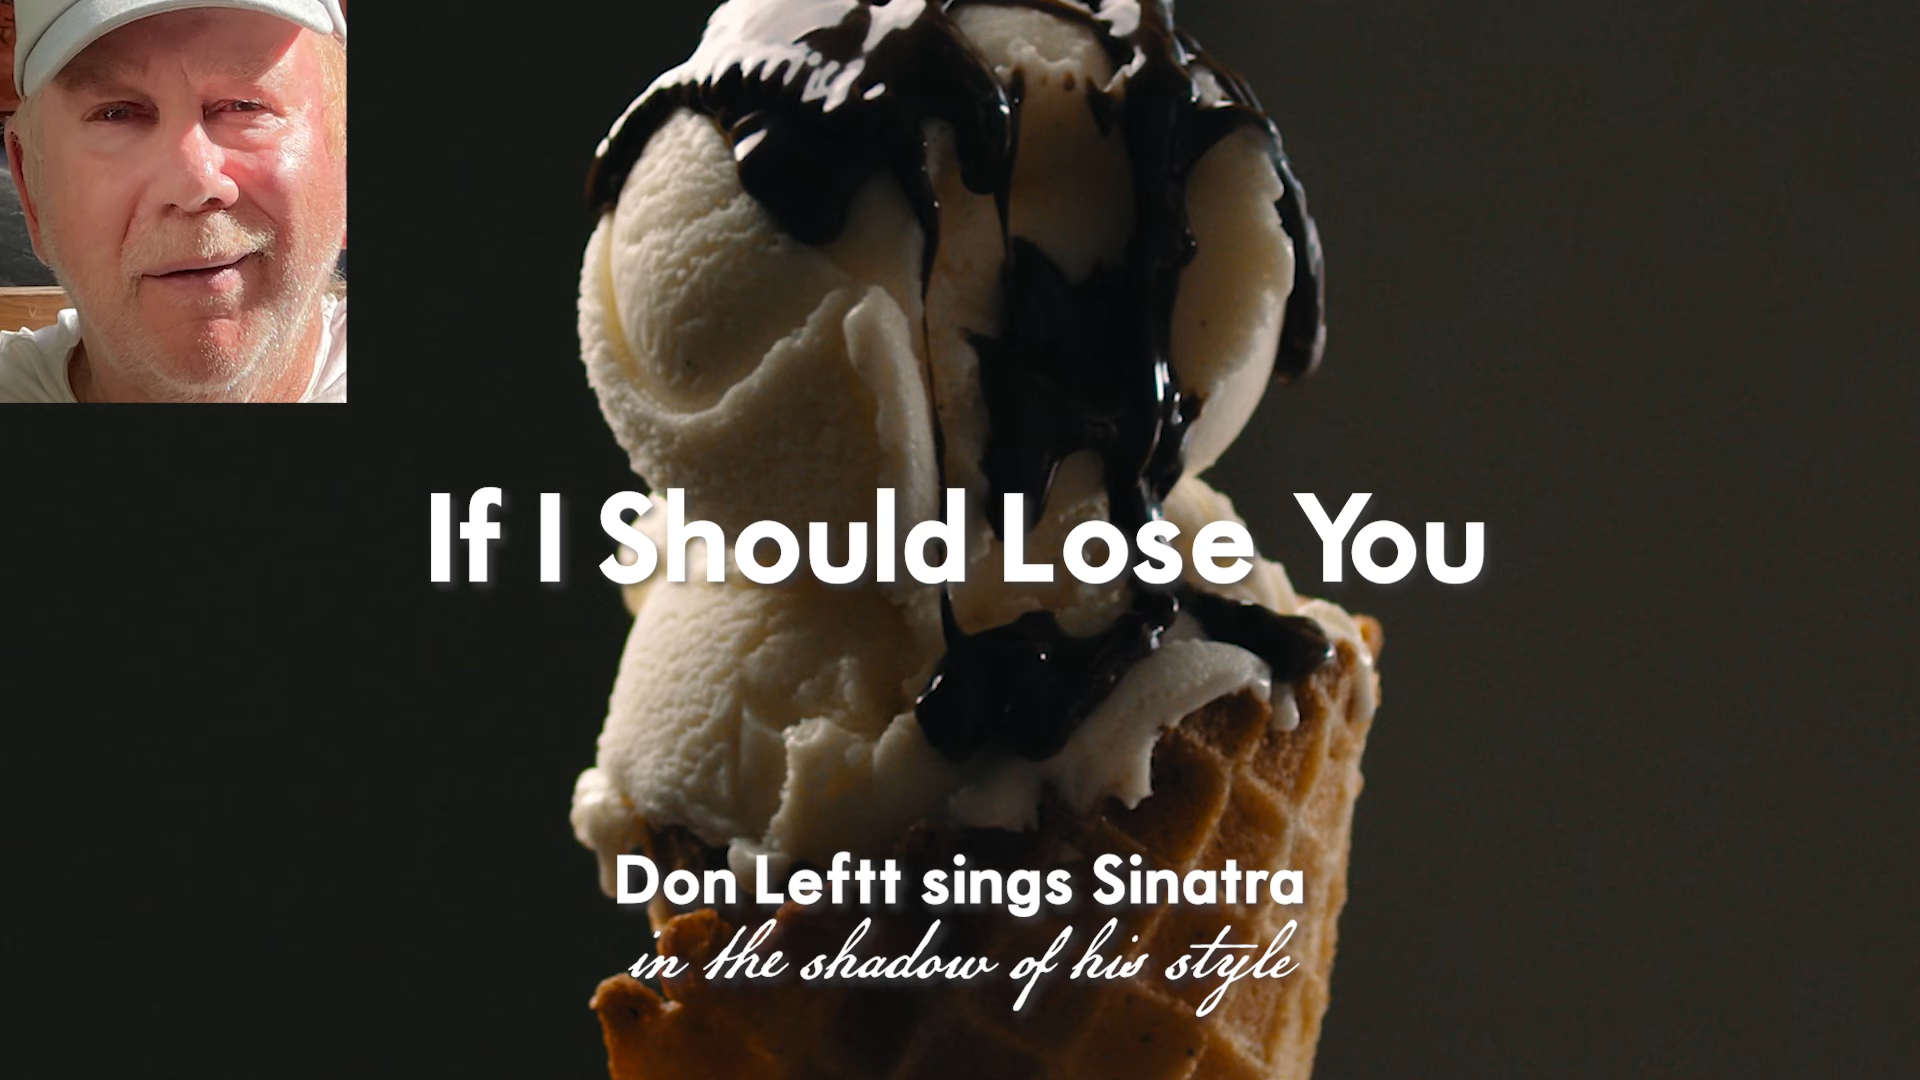 If I Should Lose You
Don Leftt sings Sinatra
in the shadow of his style